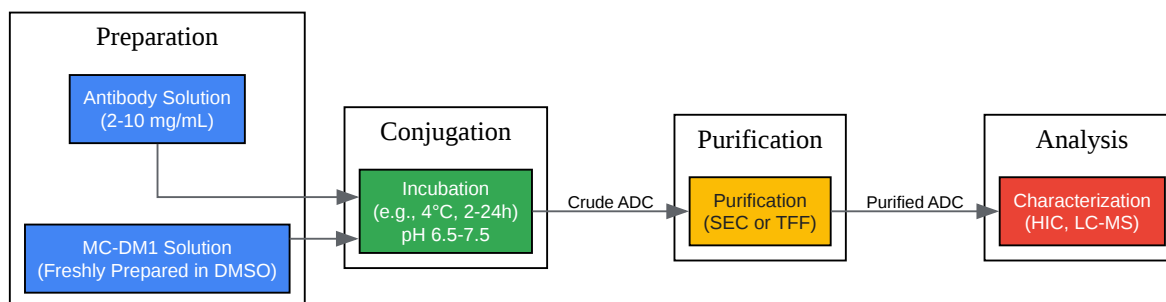 Preparation
Antibody Solution
(2-10 mg/mL)
MC-DM1 Solution
(Freshly Prepared in DMSO)
Conjugation
Incubation
(e.g., 4°C, 2-24h)
pH 6.5-7.5
Crude ADC
Purification
Purification
(SEC or TFF)
Purified ADC
Analysis
Characterization
(HIC, LC-MS)